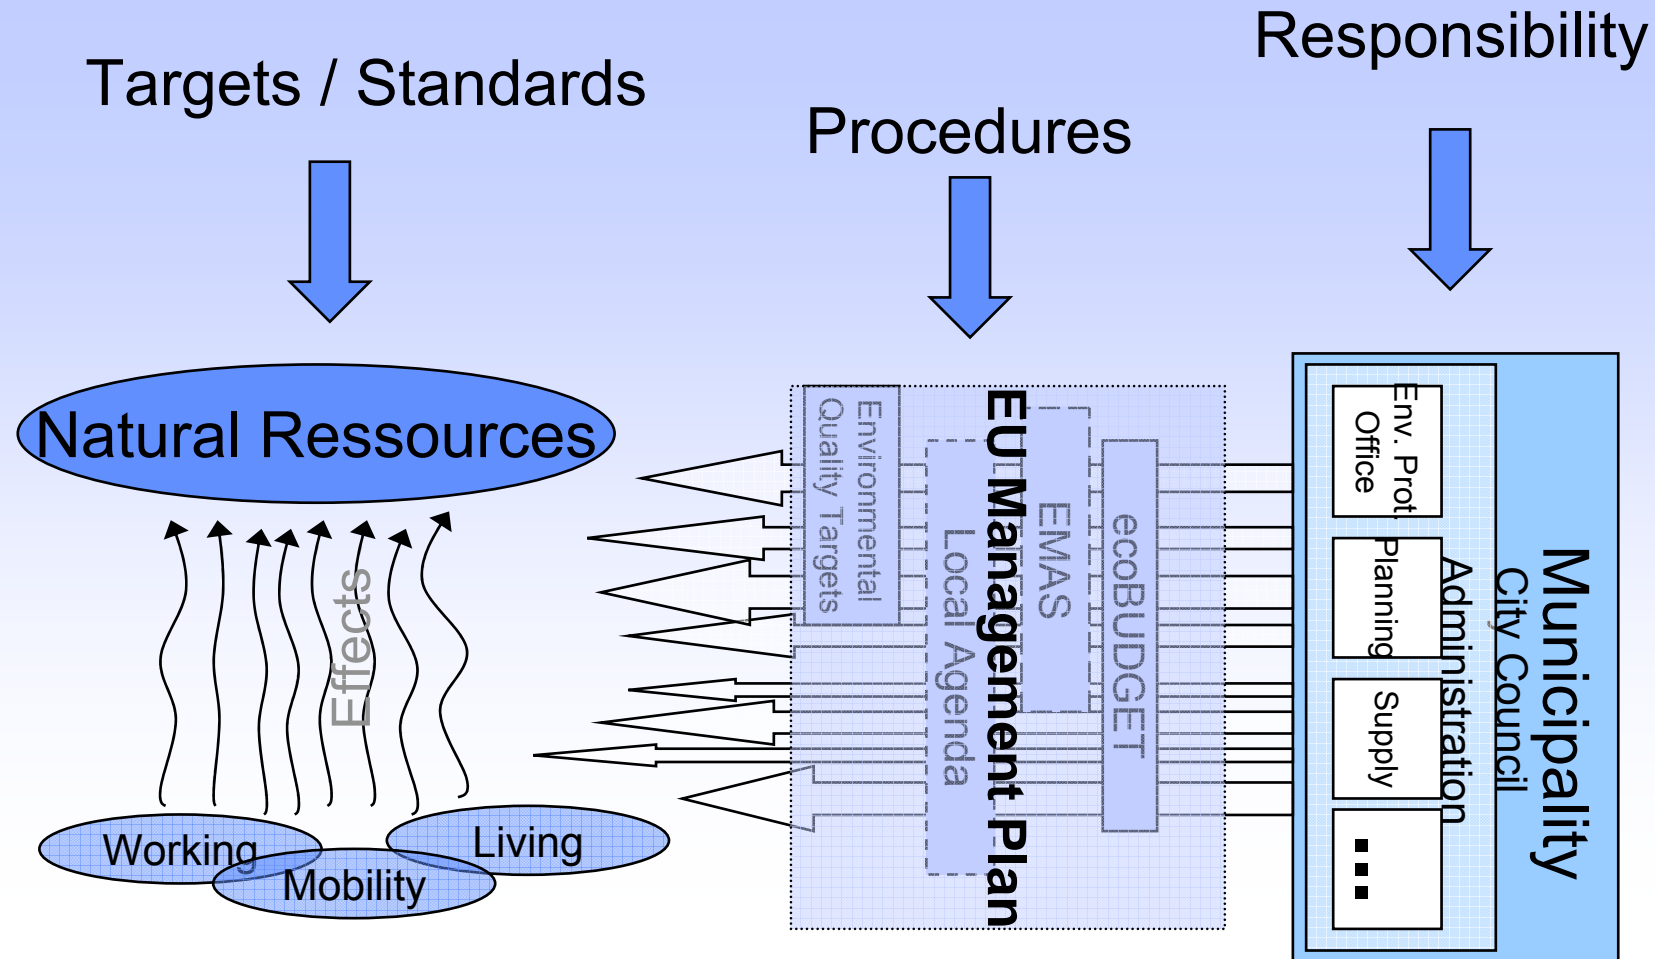 Responsibility
Targets / Standards
Procedures
Natural Ressources
Effects
Working
Mobility
Living
Environmental
Quality Targets
Local Agenda
EU Management Plan
EMAS
ecoBUDGET
Env. Prot.
Office
Planning
Supply
...
Administration
City Council
Municipality